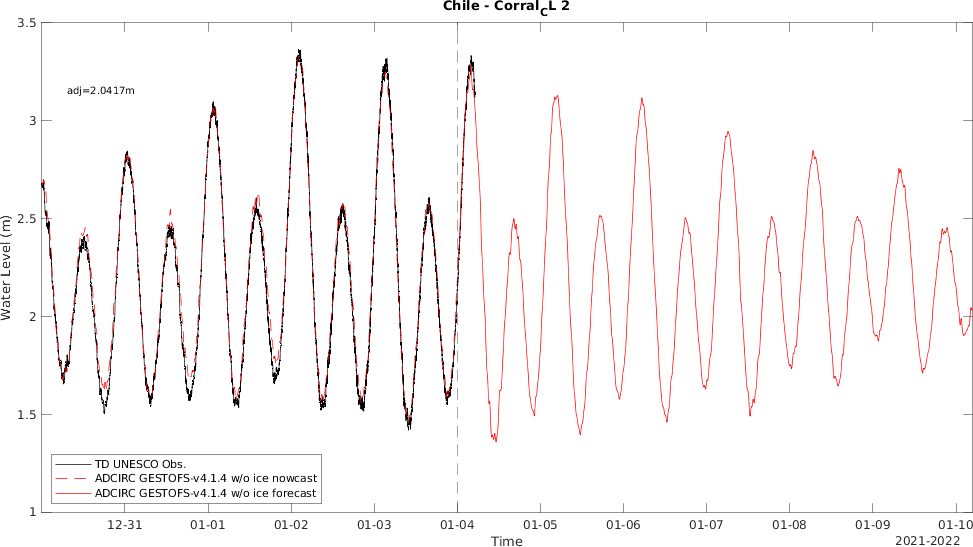 Chile - Corral_CL 2
3.5
adj=2.0417m
3
2.5
Water Level (m)
2
1.5
TD UNESCO Obs.
ADCIRC GESTOFS-v4.1.4 w/o ice nowcast
ADCIRC GESTOFS-v4.1.4 w/o ice forecast
1
12-31 01-01 01-02 01-03 01-04 01-05 01-06 01-07 01-08 01-09 01-10
Time
2021-2022